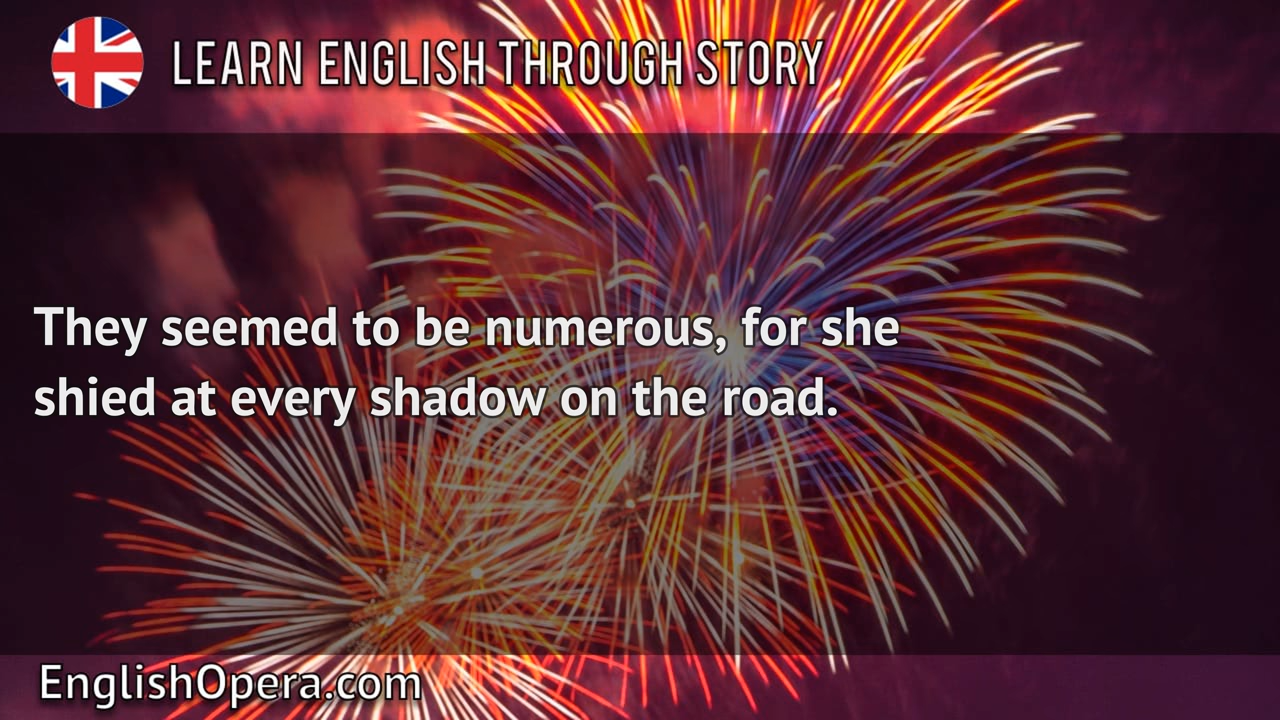 LEARN ENGLISH THROUGH STORY
They seemed to be numerous, for she
shied at every shadow on the road.
EnglishOpera.com